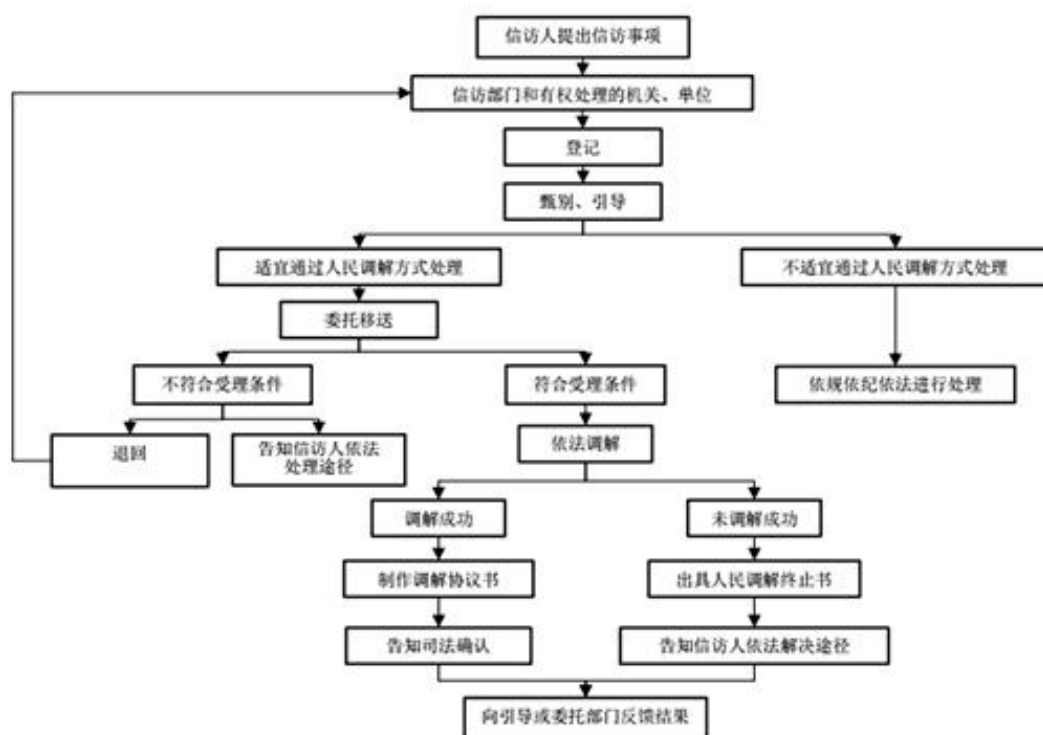 信访人提出信访事项
信访部门和有权处理的机关、单位
登记
甄别、引导
适宜通过人民调解方式处理
不适宜通过人民调解方式处理
委托移送
不符合受理条件
符合受理条件
依规依纪依法进行处理
退回
告知信访人依法
处理途径
依法调解
调解成功
未调解成功
制作调解协议书
出具人民调解终止书
告知司法确认
告知信访人依法解决途径
向引导或委托部门反馈结果